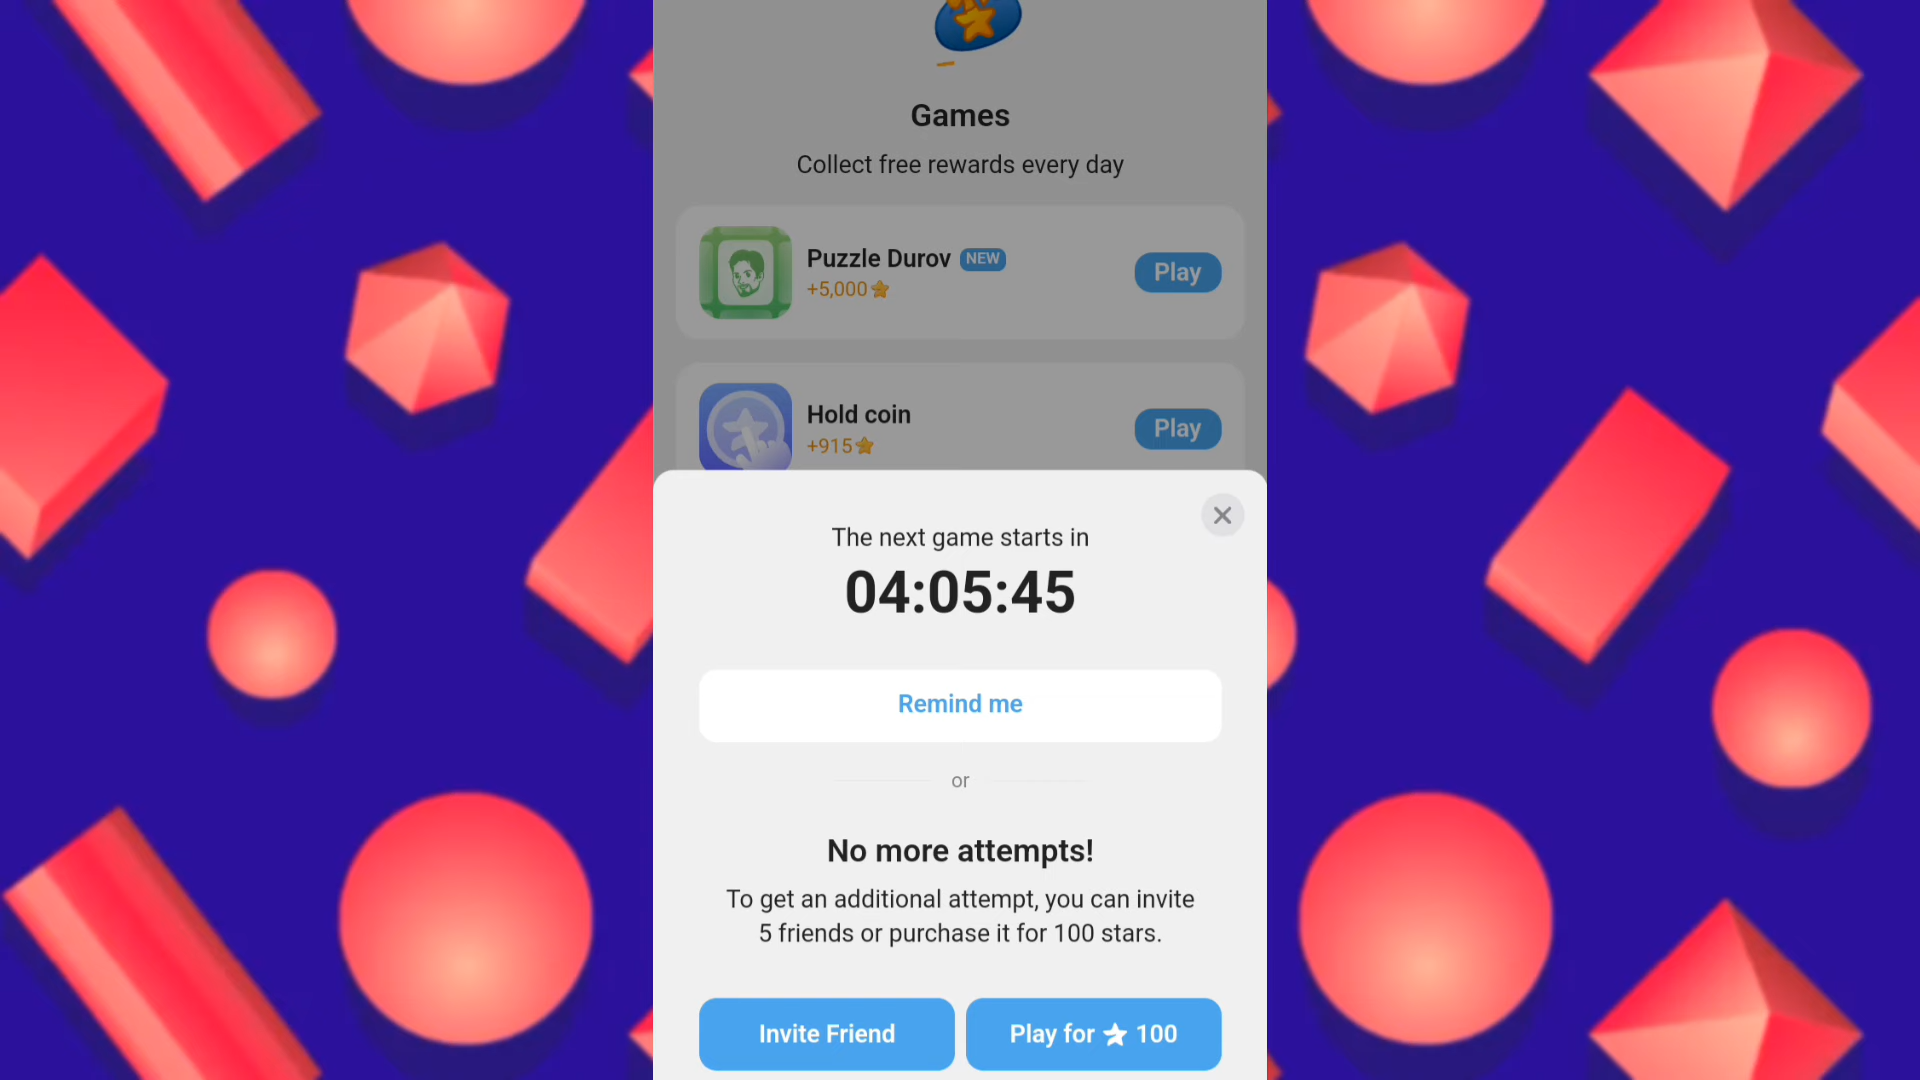 Games
Collect free rewards every day
Puzzle Durov NEW
+5,000
Play
Hold coin
+915
Play
The next game starts in
04:05:45
Remind me
or
No more attempts!
To get an additional attempt, you can invite
5 friends or purchase it for 100 stars.
Invite Friend
Play for 100